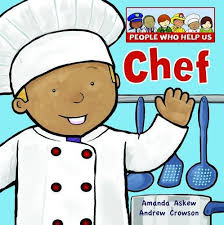 PEOPLE WHO HELP US
Chef
Amanda Askew
Andrew Crowson